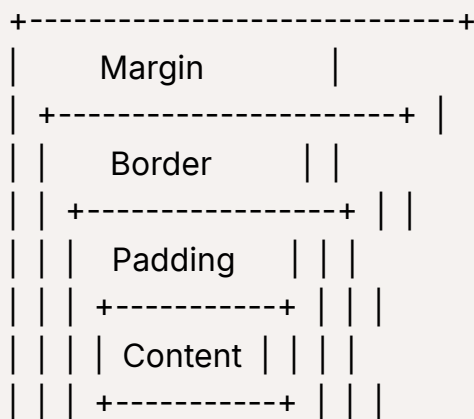 +-----------------------------+
|          Margin               |
|  +-------------------------+  |
|  |       Border           |  |
|  |  +------------------+  |  |
|  |  |    Padding       |  |  |
|  |  |  +------------+  |  |  |
|  |  |  |  Content  |  |  |  |
|  |  |  +------------+  |  |  |